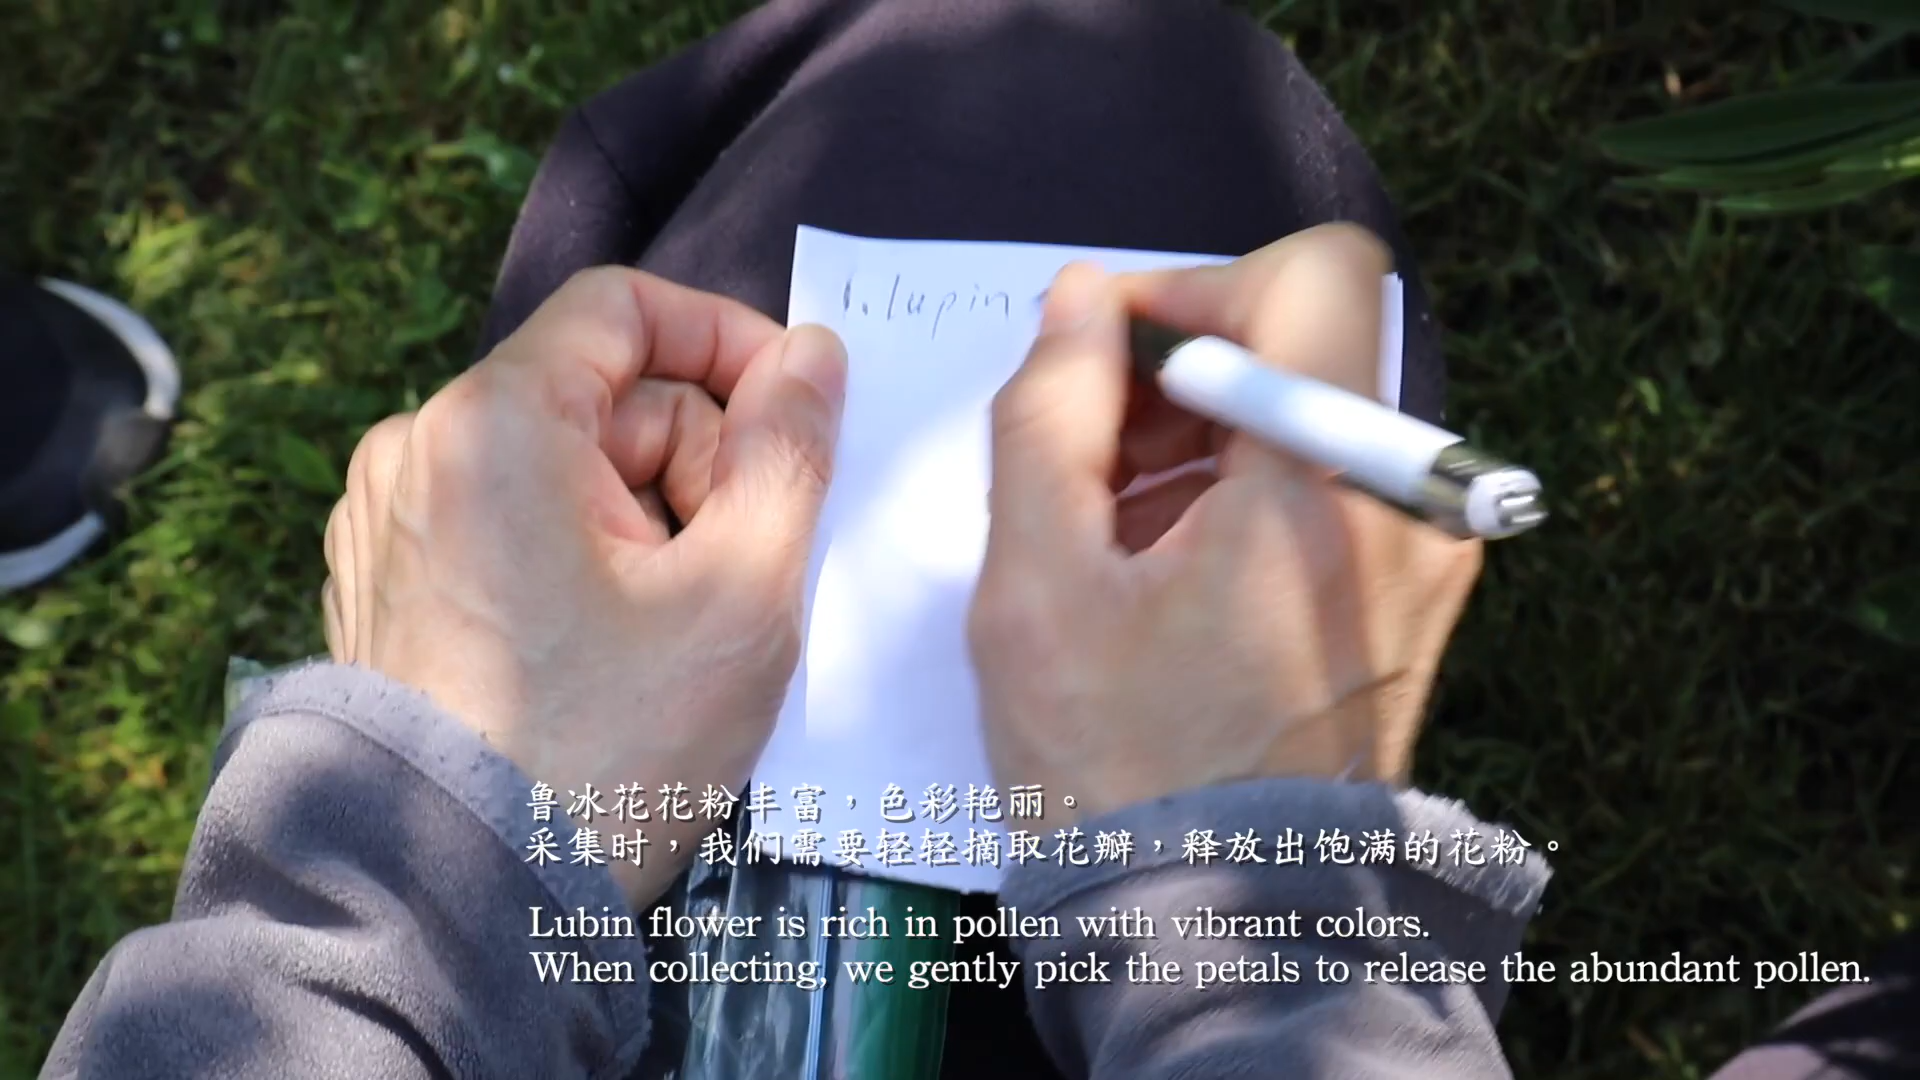 1. lupin
鲁冰花花粉丰富，色彩艳丽。
采集时，我们需要轻轻摘取花瓣，释放出饱满的花粉。
Lubin flower is rich in pollen with vibrant colors.
When collecting, we gently pick the petals to release the abundant pollen.